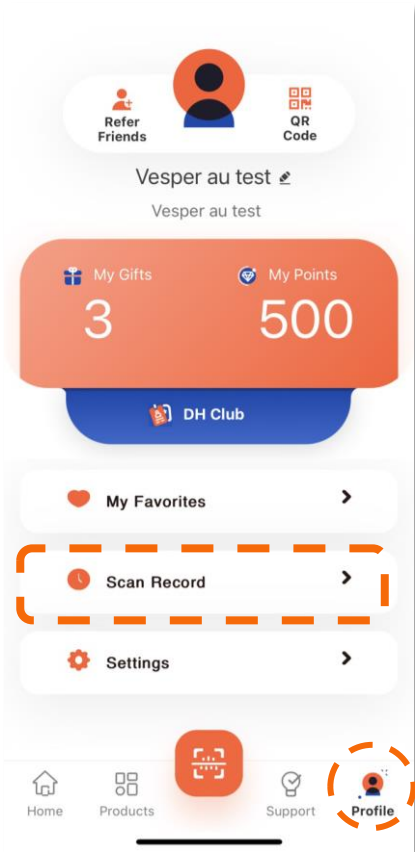 Refer
Friends
QR
Code
Vesper au test
Vesper au test
My Gifts
My Points
3
500
DH Club
My Favorites
Scan Record
Settings
Home
Products
Support
Profile